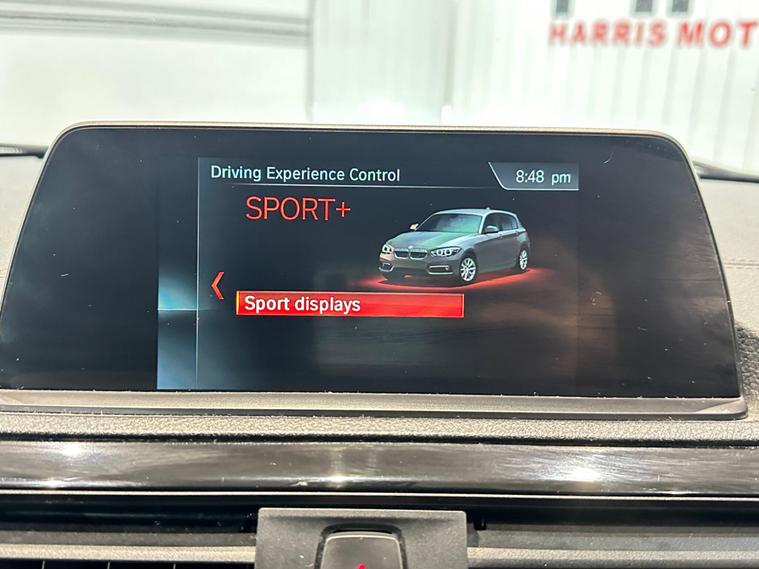 HARRIS MOT
Driving Experience Control
8:48 pm
SPORT+
Sport displays